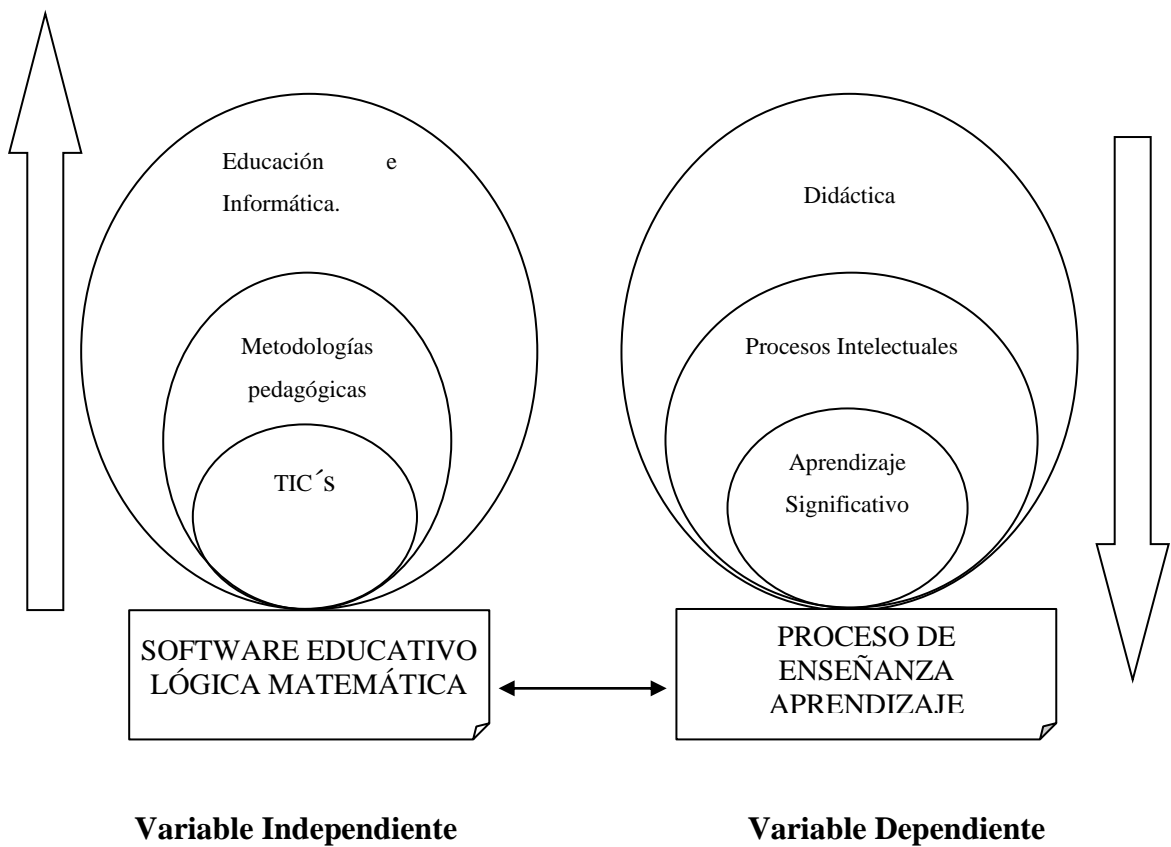 Educación e
Informática.
Metodologías
pedagógicas
TIC´S
SOFTWARE EDUCATIVO
LÓGICA MATEMÁTICA
Variable Independiente
Didáctica
Procesos Intelectuales
Aprendizaje
Significativo
PROCESO DE
ENSEÑANZA
APRENDIZAJE
Variable Dependiente